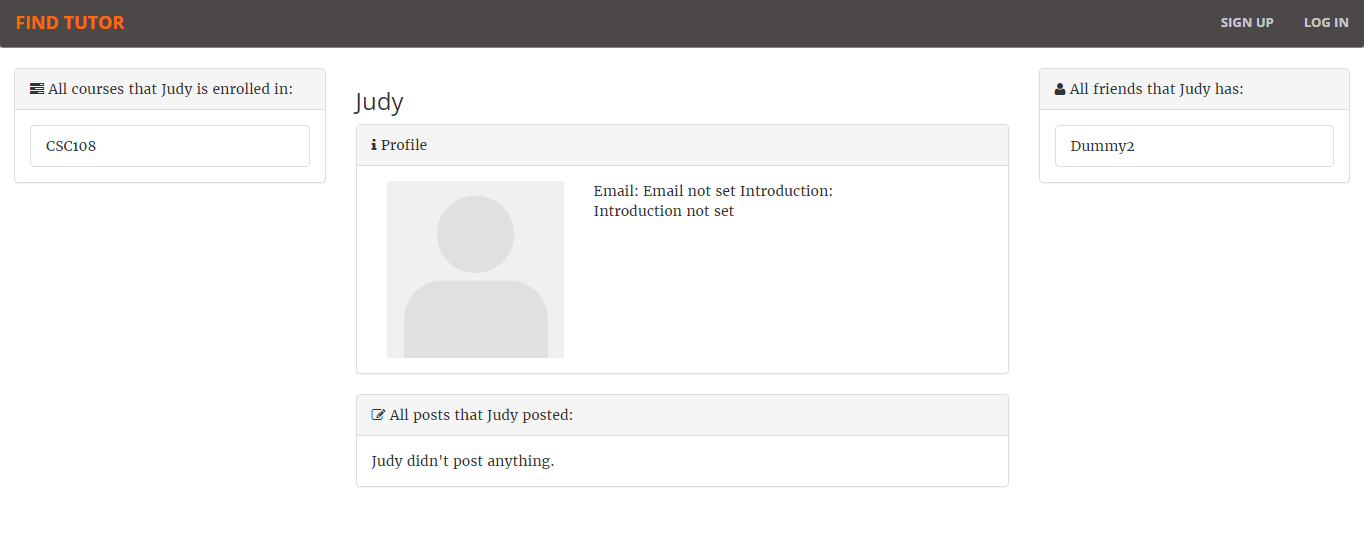 FIND TUTOR
SIGN UP
LOG IN
All courses that Judy is enrolled in:
CSC108
Judy
Profile
Email: Email not set Introduction:
Introduction not set
All posts that Judy posted:
Judy didn't post anything.
All friends that Judy has:
Dummy2